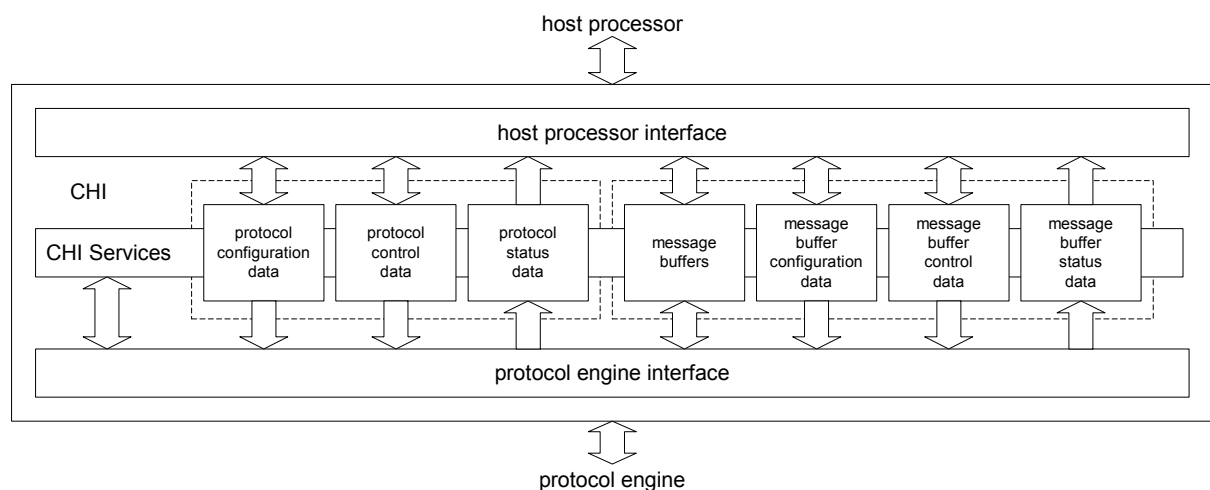 host processor
host processor interface
CHI
CHI Services
protocol
configuration
data
protocol
control
data
protocol
status
data
message
buffers
message
buffer
configuration
data
message
buffer
control
data
message
buffer
status
data
protocol engine interface
protocol engine